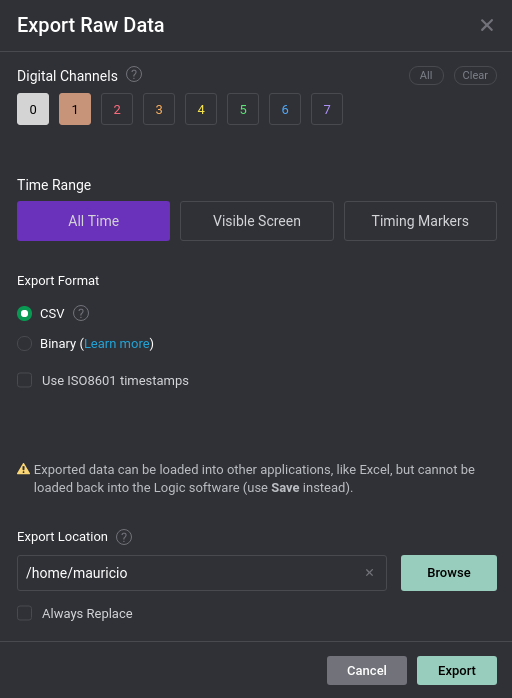 Export Raw Data
Digital Channels ?
All
Clear
0 1 2 3 4 5 6 7
Time Range
All Time
Visible Screen
Timing Markers
Export Format
CSV ?
Binary (Learn more)
Use ISO8601 timestamps
Exported data can be loaded into other applications, like Excel, but cannot be
loaded back into the Logic software (use Save instead).
Export Location ?
/home/mauricio
Browse
Always Replace
Cancel
Export